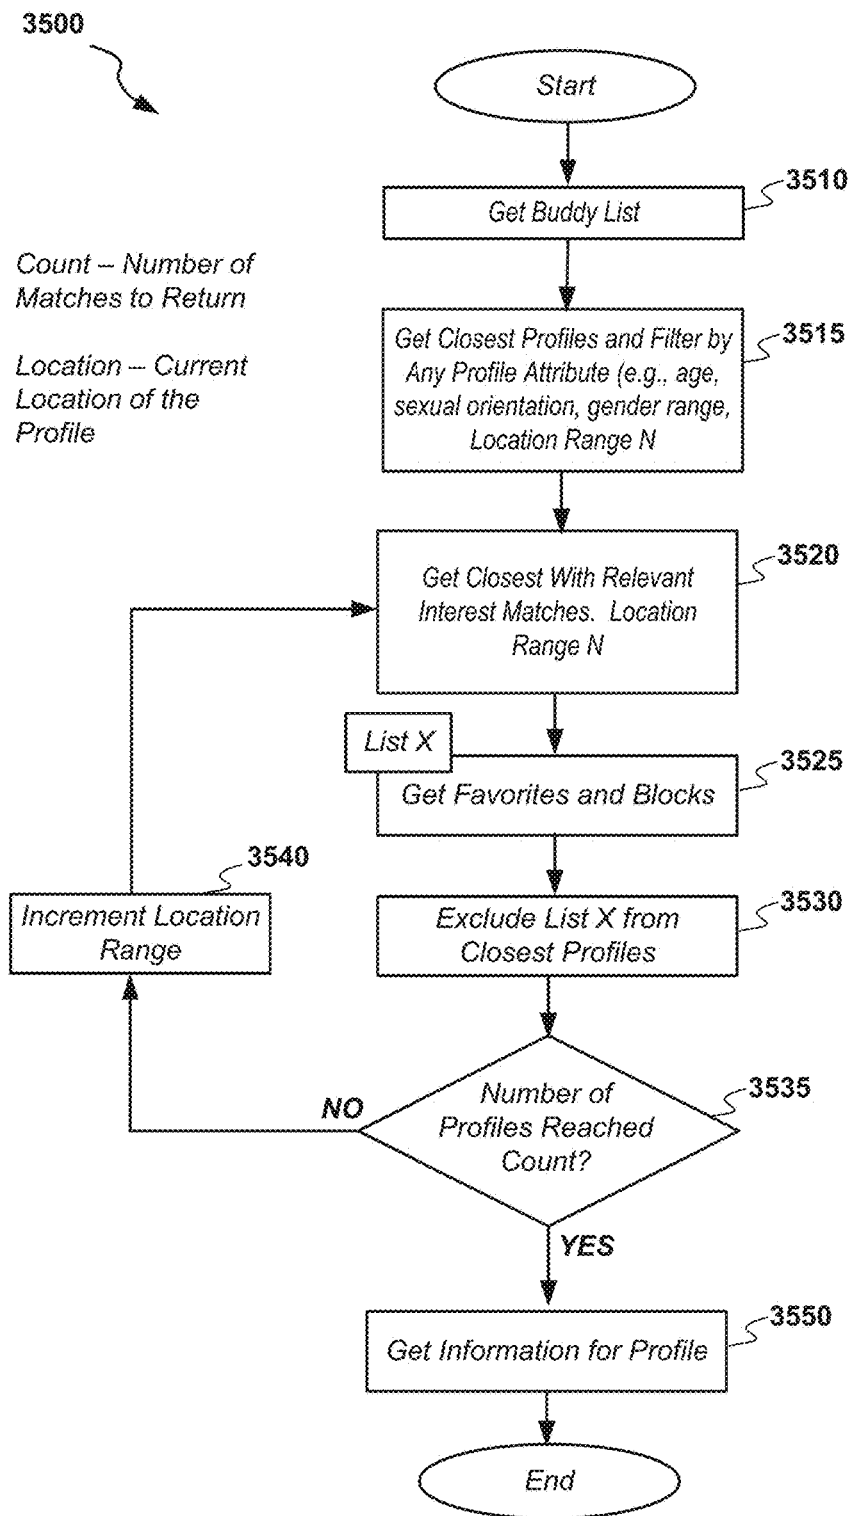 3500
Start
3510
Get Buddy List
Count – Number of
Matches to Return
Location – Current
Location of the
Profile
3515
Get Closest Profiles and Filter by
Any Profile Attribute (e.g., age,
sexual orientation, gender range,
Location Range N
3520
Get Closest With Relevant
Interest Matches. Location
Range N
List X
3525
Get Favorites and Blocks
3530
Exclude List X from
Closest Profiles
3540
Increment Location
Range
3535
Number of
Profiles Reached
Count?
NO
YES
3550
Get Information for Profile
End